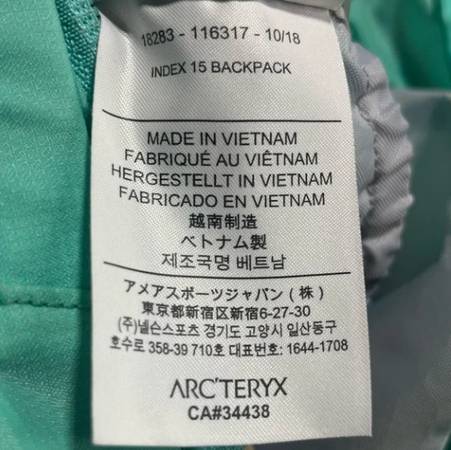 18283 - 116317 - 10/18
INDEX 15 BACKPACK
MADE IN VIETNAM
FABRIQUÉ AU VIÊTNAM
HERGESTELLT IN VIETNAM
FABRICADO EN VIETNAM
越南制造
ベトナム製
제조국명 베트남
アメアスポーツジャパン（株）
東京都新宿区新宿6-27-30
(주)넬슨스포츠 경기도 고양시 일산동구
호수로 358-39 710호 대표번호: 1644-1708
ARC'TERYX
CA#34438